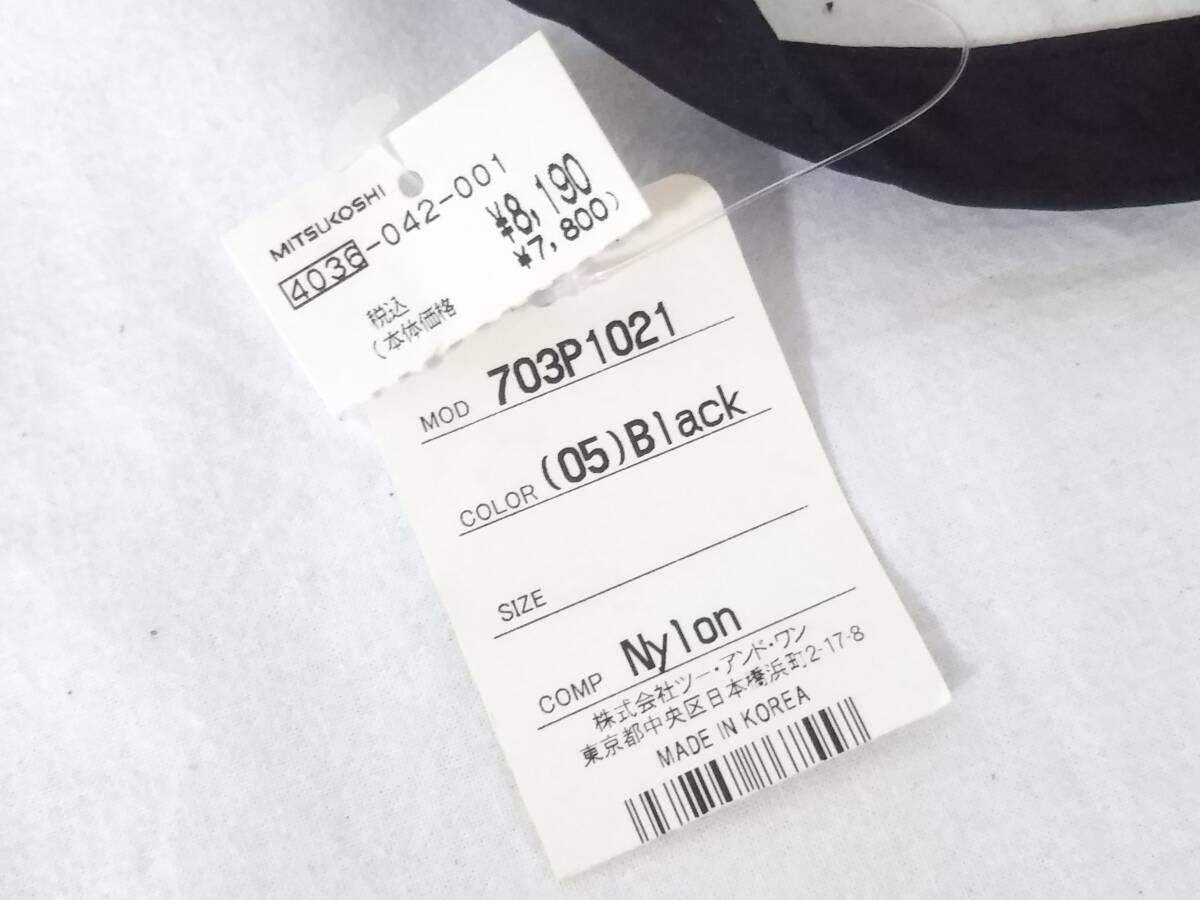 MITSUKOSHI
4036-042-001
¥8,190
税込
¥7,800)
(本体価格
MOD 703P1021
COLOR (05)Black
SIZE
COMP Nylon
株式会社ツー・アンド・ワン
東京都中央区日本橋浜町2-17-8
MADE IN KOREA